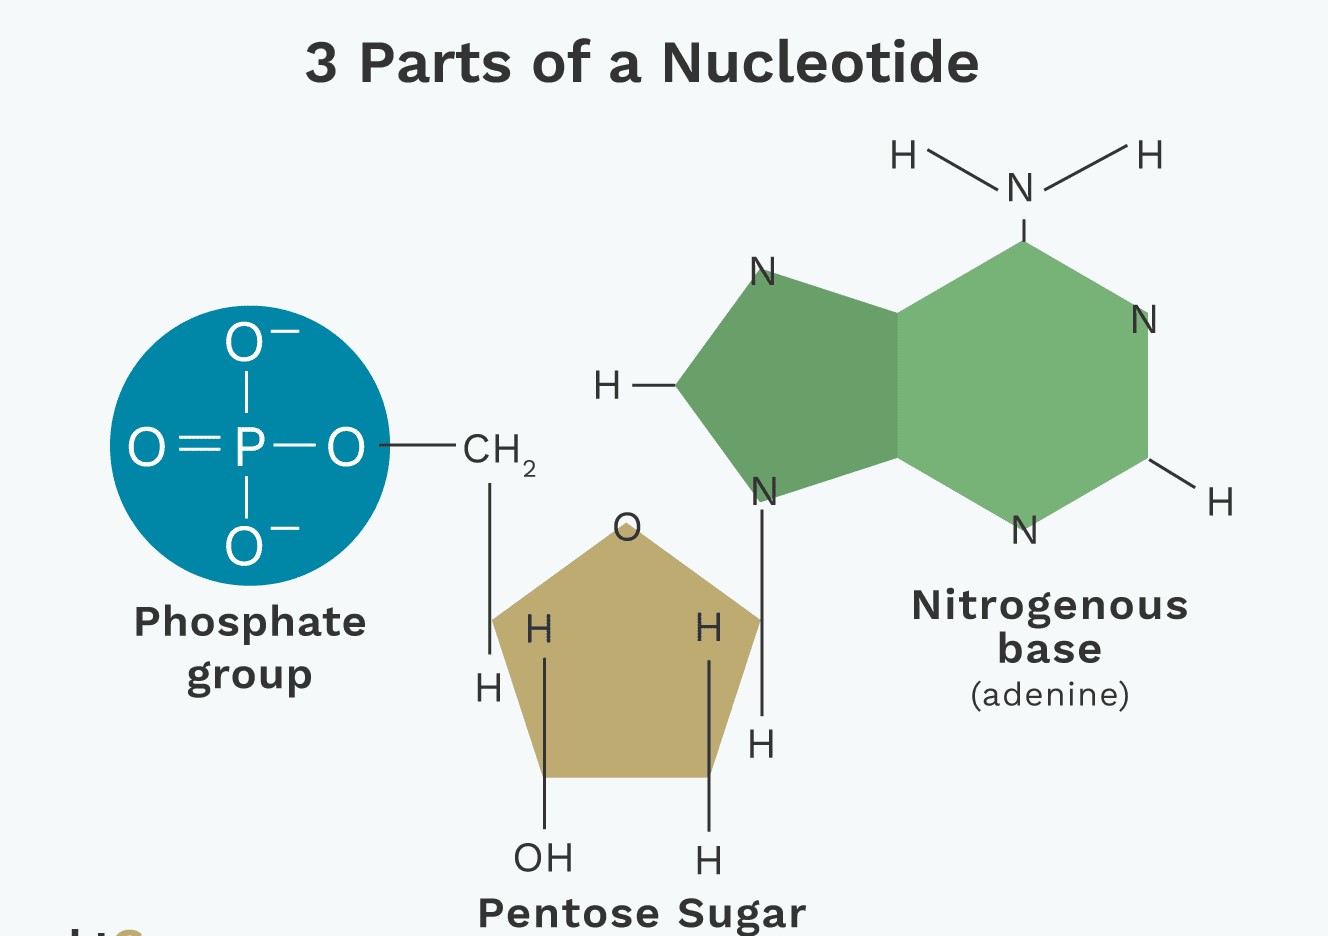 3 Parts of a Nucleotide
H H
N
N
N
O⁻
H
O=P—O CH₂
O⁻
N
H
O
N
Phosphate
group
H H
H
Nitrogenous
base
(adenine)
H
OH H
Pentose Sugar